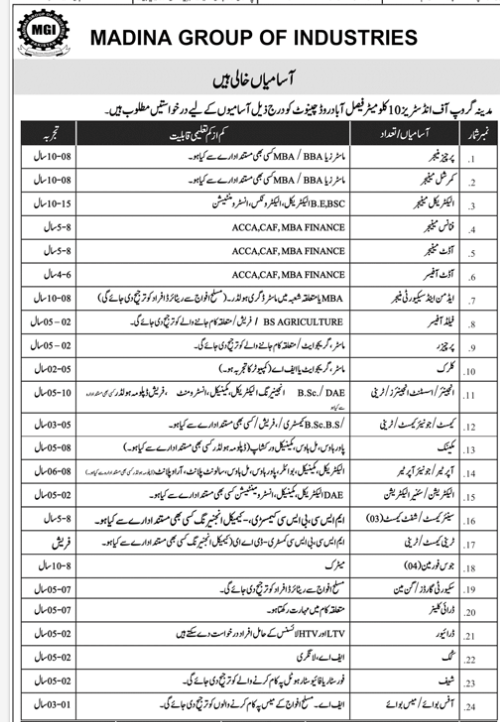 MGI
MADINA GROUP OF INDUSTRIES
آسامیاں خالی ہیں
مدینہ گروپ آف انڈسٹریز 10 کلومیٹر فیصل آباد روڈ چنیوٹ کو درج ذیل آسامیوں کے لیے درخواستیں مطلوب ہیں۔
نمبر شمار آسامیاں/تعداد کم از کم تعلیمی قابلیت تجربہ
1. پرچیز منیجر ماسٹرز یا MBA / BBA کسی بھی مستند ادارے سے کیا ہو۔ 10-08 سال
2. کمرشل منیجر ماسٹرز یا MBA / BBA کسی بھی مستند ادارے سے کیا ہو۔ 10-08 سال
3. الیکٹریکل منیجر B.E,BSC الیکٹریکل، الیکٹرونکس، انسٹرومنٹیشن 10-15 سال
4. فنانس منیجر ACCA,CAF, MBA FINANCE 5-8 سال
5. آڈٹ منیجر ACCA,CAF, MBA FINANCE 5-8 سال
6. آڈٹ آفیسر ACCA,CAF, MBA FINANCE 4-6 سال
7. ایڈمن اینڈ سیکورٹی منیجر MBA یا متعلقہ شعبہ میں ماسٹر ڈگری ہولڈر۔ (مسلح افواج سے ریٹائرڈ افراد کو ترجیح دی جائے گی) 10-08 سال
8. فیلڈ آفیسر BS AGRICULTURE / فریش / متعلقہ کام جاننے والے کو ترجیح دی جائے گی۔ 02 - 05 سال
9. پرچیزر ماسٹر، گریجوایٹ / متعلقہ کام جاننے والے کو ترجیح دی جائے گی۔ 02 - 05 سال
10. کلرک ماسٹر، گریجوایٹ یا ایف اے (کمپیوٹر کا تجربہ ہو)۔ 02-05 سال
11. انجینئر / اسسٹنٹ انجینئرز / ٹرینی B.Sc./ DAE انجینئرنگ الیکٹریکل، مکینیکل، انسٹرومنٹ، فریش ڈپلومہ ہولڈر کسی بھی مستند ادارہ سے کیا ہو 05-10 سال
12. کیمسٹ / جونیئر کیمسٹ / ٹرینی B.Sc.B.S/ کیمسٹری /، فریش / کسی بھی مستند ادارے سے کیا ہو۔ 03-05 سال
13. مکینک پاور ہاؤس، مل ہاؤس، مکینیکل ورکشاپ (ڈپلومہ ہولڈر کسی بھی مستند ادارے سے کیا ہو)۔ 05-08 سال
14. آپریٹر / جونیئر آپریٹر الیکٹریکل، مکینیکل، بوائلر، پاور ہاؤس، مل ہاؤس، سالونٹ پلانٹ، آر او پلانٹ 06-08 سال
15. الیکٹریشن / سینئر الیکٹریشن DAE الیکٹریکل، مکینیکل، انسٹرومنٹیشن کسی بھی مستند ادارے سے کیا ہو۔ 05-02 سال
16. سینئر کیمسٹ / شفٹ کیمسٹ (03) ایم ایس سی، بی ایس سی کیمسٹری، - کیمیکل انجینئرنگ کسی بھی مستند ادارے سے کیا ہو۔ 5-8 سال
17. ٹرینی کیمسٹ / ٹرینی ایم ایس سی، بی ایس سی کیمسٹری - ڈی اے ای (کیمیکل انجینئرنگ کسی بھی مستند ادارے سے کیا ہو۔ فریش
18. جوس فورمین (04) میٹرک 10-8 سال
19. سکیورٹی گارڈز / گن مین مسلح افواج سے ریٹائرڈ افراد کو ترجیح دی جائے گی۔ 05-07 سال
20. ڈرائی کلینر متعلقہ کام میں مہارت رکھتا ہو۔ 05-07 سال
21. ڈرائیور LTV اور HTV لائسنس کے حامل افراد درخواست دے سکتے ہیں 05-02 سال
22. کک ایف اے، لانگری 05-02 سال
23. شیف فور سٹار یا فائیو سٹار ہوٹل پہ کام کرنے والے کو ترجیح دی جائے گی۔ 05-02 سال
24. آفس بوائے / میس بوائے ایف اے۔ مسلح افواج کے میس پہ کام کرنے والوں کو ترجیح دی جائے گی۔ 03-01 سال